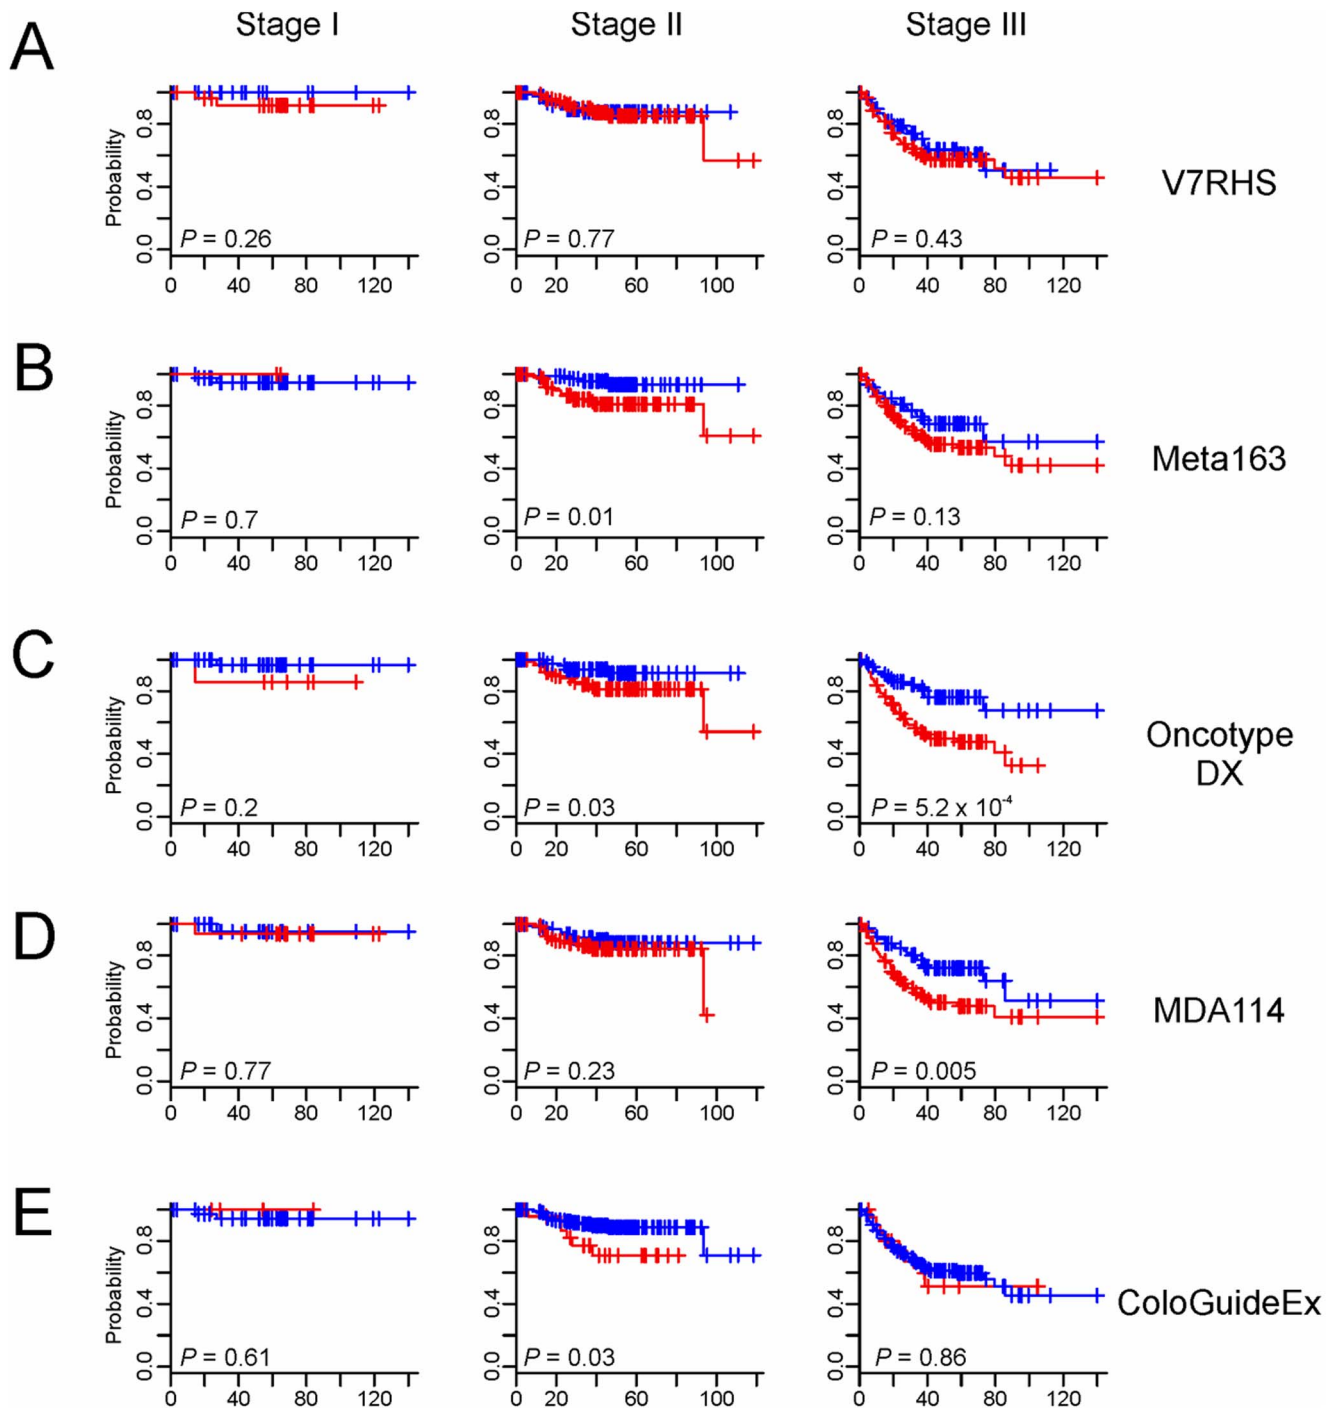 A
Stage I
Stage II
Stage III
Probability
0.0 0.4 0.8
P = 0.26
0 40 80 120
0.0 0.4 0.8
P = 0.77
0 20 60 100
0.0 0.4 0.8
P = 0.43
0 40 80 120
V7RHS
B
Probability
0.0 0.4 0.8
P = 0.7
0 40 80 120
0.0 0.4 0.8
P = 0.01
0 20 60 100
0.0 0.4 0.8
P = 0.13
0 40 80 120
Meta163
C
Probability
0.0 0.4 0.8
P = 0.2
0 40 80 120
0.0 0.4 0.8
P = 0.03
0 20 60 100
0.0 0.4 0.8
P = 5.2 x 10⁻⁴
0 40 80 120
Oncotype
DX
D
Probability
0.0 0.4 0.8
P = 0.77
0 40 80 120
0.0 0.4 0.8
P = 0.23
0 20 60 100
0.0 0.4 0.8
P = 0.005
0 40 80 120
MDA114
E
Probability
0.0 0.4 0.8
P = 0.61
0 40 80 120
0.0 0.4 0.8
P = 0.03
0 20 60 100
0.0 0.4 0.8
P = 0.86
0 40 80 120
ColoGuideEx